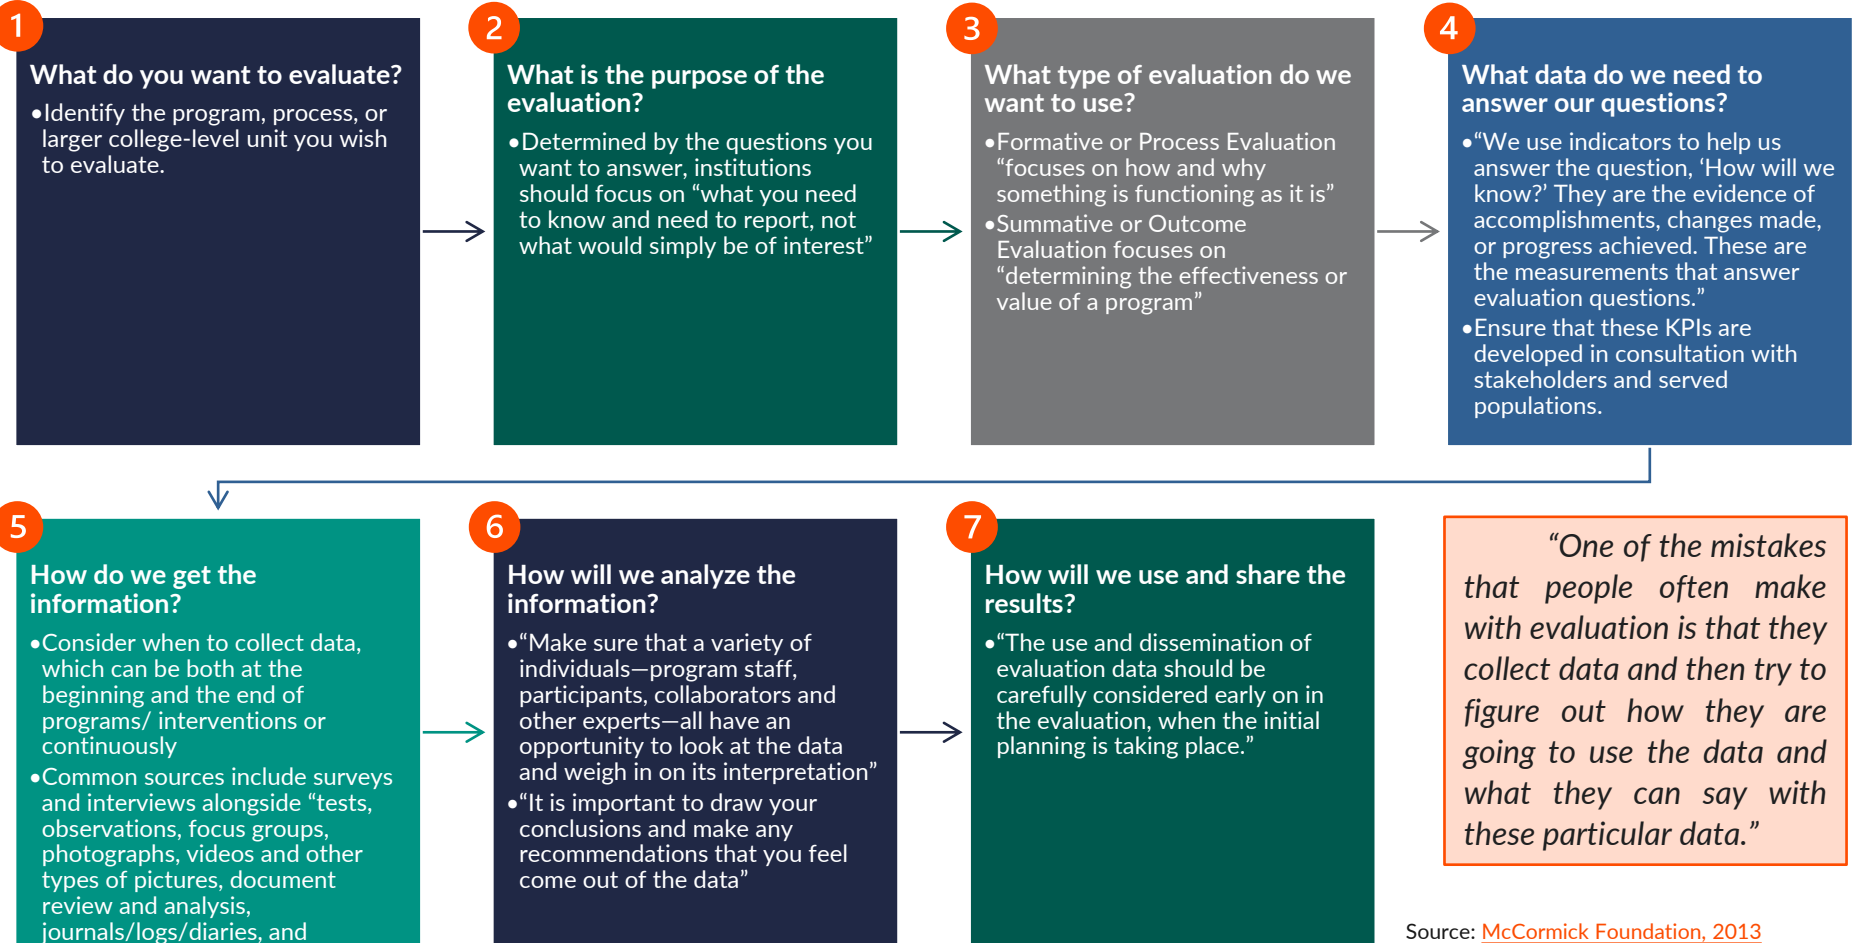 1
What do you want to evaluate?
•Identify the program, process, or
larger college-level unit you wish
to evaluate.
2
What is the purpose of the
evaluation?
•Determined by the questions you
want to answer, institutions
should focus on “what you need
to know and need to report, not
what would simply be of interest”
3
What type of evaluation do we
want to use?
•Formative or Process Evaluation
“focuses on how and why
something is functioning as it is”
•Summative or Outcome
Evaluation focuses on
“determining the effectiveness or
value of a program”
4
What data do we need to
answer our questions?
•“We use indicators to help us
answer the question, ‘How will we
know?’ They are the evidence of
accomplishments, changes made,
or progress achieved. These are
the measurements that answer
evaluation questions.”
•Ensure that these KPIs are
developed in consultation with
stakeholders and served
populations.
5
How do we get the
information?
•Consider when to collect data,
which can be both at the
beginning and the end of
programs/ interventions or
continuously
•Common sources include surveys
and interviews alongside “tests,
observations, focus groups,
photographs, videos and other
types of pictures, document
review and analysis,
journals/logs/diaries, and
6
How will we analyze the
information?
•“Make sure that a variety of
individuals—program staff,
participants, collaborators and
other experts—all have an
opportunity to look at the data
and weigh in on its interpretation”
•“It is important to draw your
conclusions and make any
recommendations that you feel
come out of the data”
7
How will we use and share the
results?
•“The use and dissemination of
evaluation data should be
carefully considered early on in
the evaluation, when the initial
planning is taking place.”
“One of the mistakes
that people often make
with evaluation is that they
collect data and then try to
figure out how they are
going to use the data and
what they can say with
these particular data.”
Source: McCormick Foundation, 2013